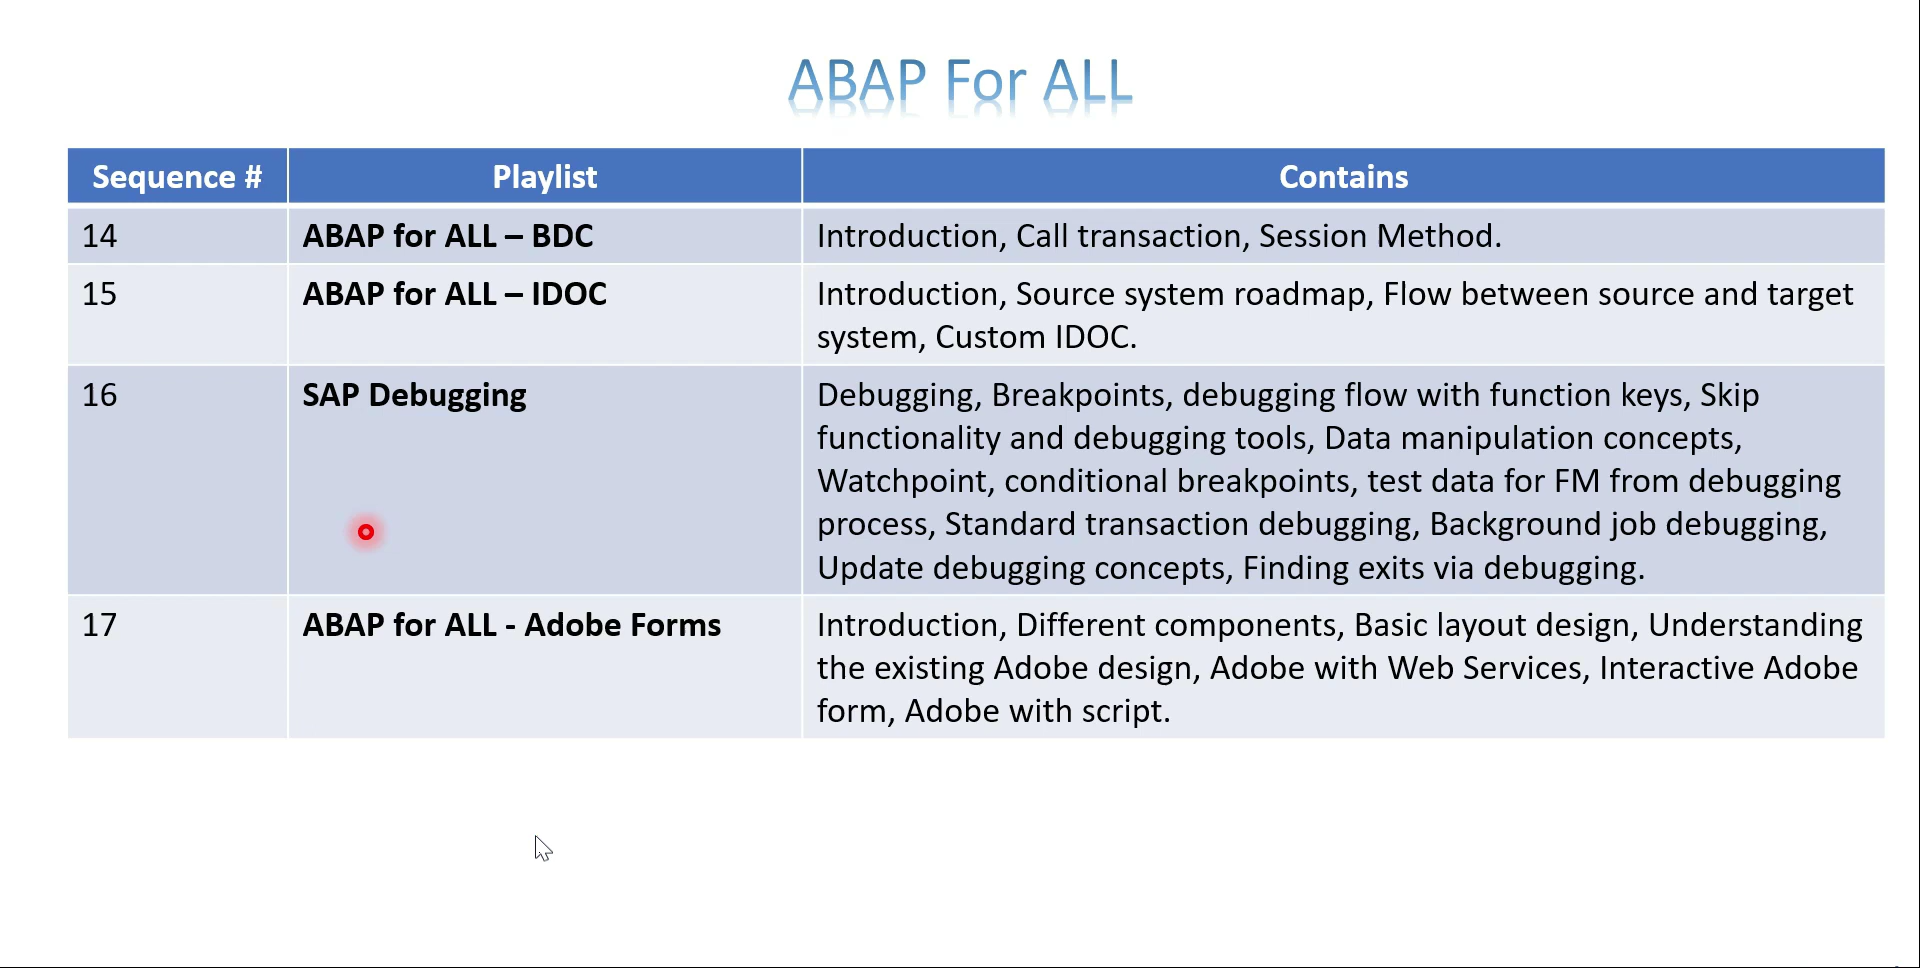 ABAP For ALL
Sequence # Playlist Contains
14 ABAP for ALL – BDC Introduction, Call transaction, Session Method.
15 ABAP for ALL – IDOC Introduction, Source system roadmap, Flow between source and target
system, Custom IDOC.
16 SAP Debugging Debugging, Breakpoints, debugging flow with function keys, Skip
functionality and debugging tools, Data manipulation concepts,
Watchpoint, conditional breakpoints, test data for FM from debugging
process, Standard transaction debugging, Background job debugging,
Update debugging concepts, Finding exits via debugging.
17 ABAP for ALL - Adobe Forms Introduction, Different components, Basic layout design, Understanding
the existing Adobe design, Adobe with Web Services, Interactive Adobe
form, Adobe with script.